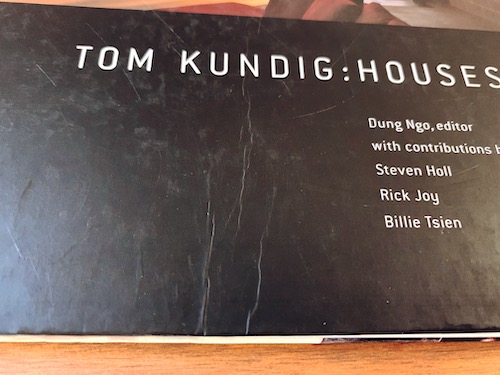 TOM KUNDIG:HOUSES
Dung Ngo, editor
with contributions
Steven Holl
Rick Joy
Billie Tsien